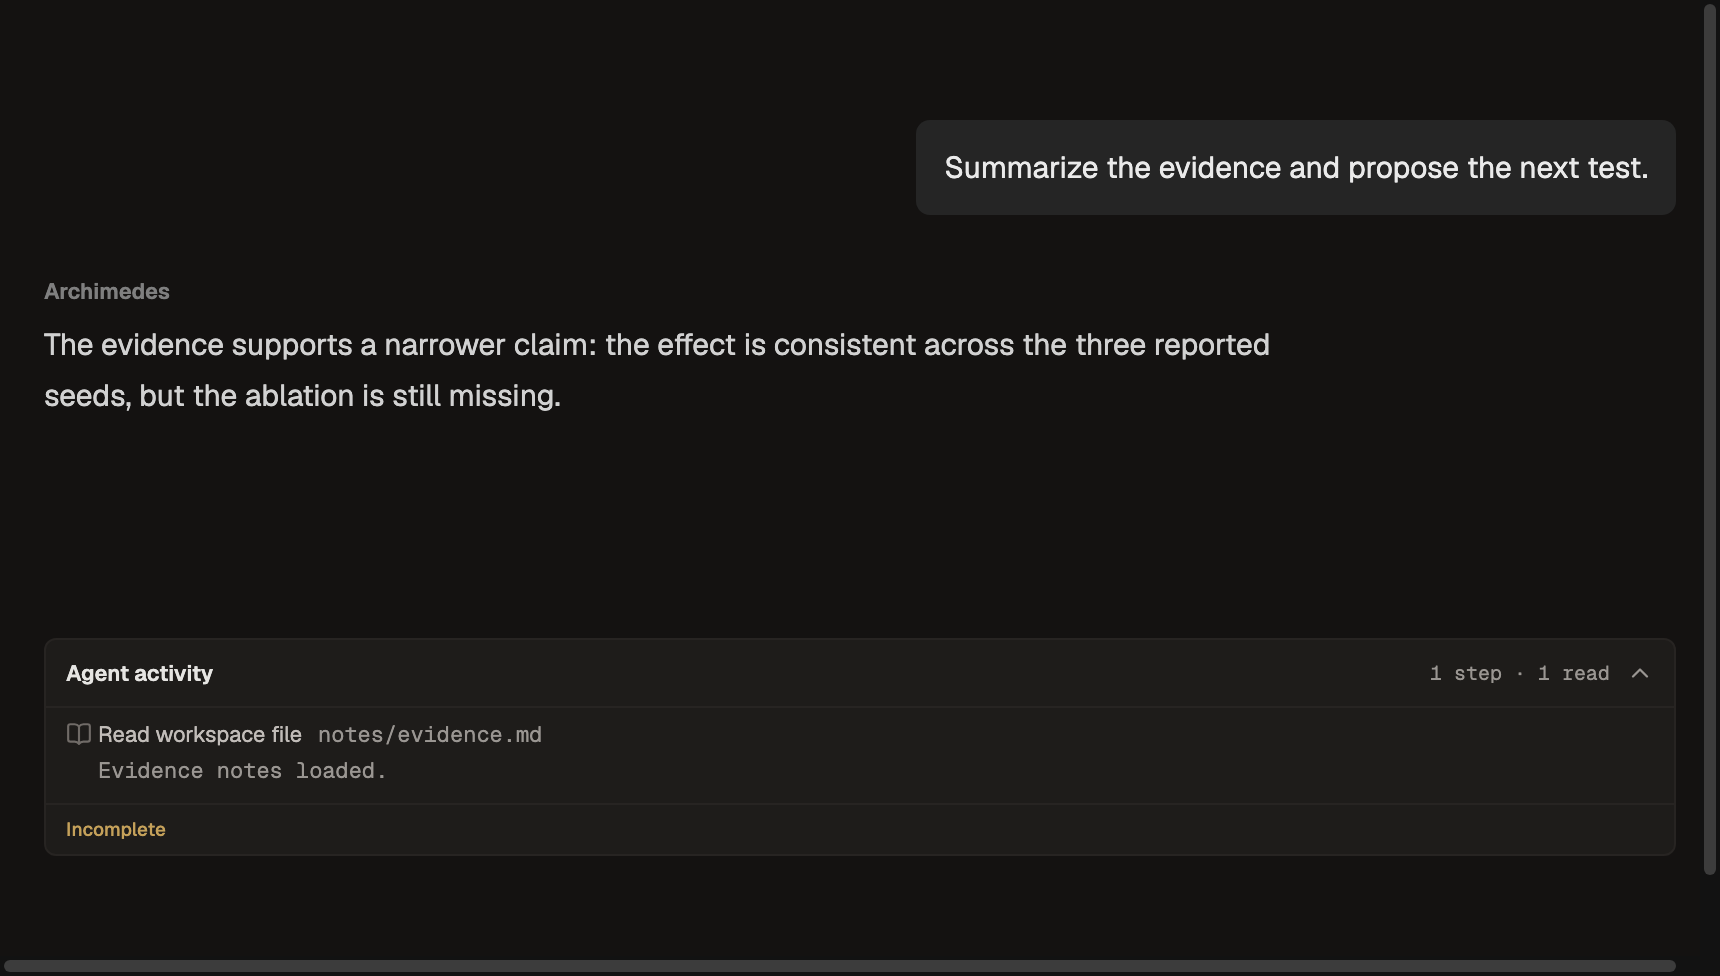 Summarize the evidence and propose the next test.
Archimedes
The evidence supports a narrower claim: the effect is consistent across the three reported
seeds, but the ablation is still missing.
Agent activity 1 step · 1 read
Read workspace file notes/evidence.md
Evidence notes loaded.
Incomplete